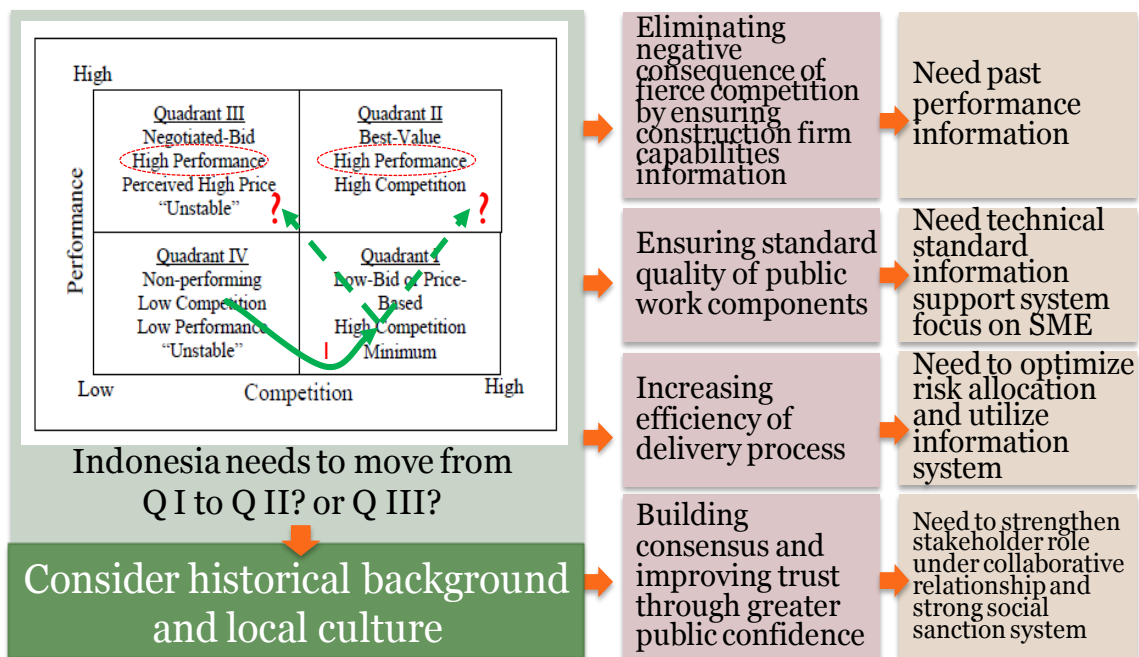 High
Performance
Low
Competition
High
Quadrant III
Negotiated-Bid
High Performance
Perceived High Price
“Unstable”
?
Quadrant II
Best-Value
High Performance
High Competition
?
Quadrant IV
Non-performing
Low Competition
Low Performance
“Unstable”
Quadrant I
Low-Bid or Price-
Based
High Competition
Minimum
I
Indonesia needs to move from
Q I to Q II? or Q III?
Consider historical background
and local culture
Eliminating
negative
consequence of
fierce competition
by ensuring
construction firm
capabilities
information
Need past
performance
information
Ensuring standard
quality of public
work components
Need technical
standard
information
support system
focus on SME
Increasing
efficiency of
delivery process
Need to optimize
risk allocation
and utilize
information
system
Building
consensus and
improving trust
through greater
public confidence
Need to strengthen
stakeholder role
under collaborative
relationship and
strong social
sanction system